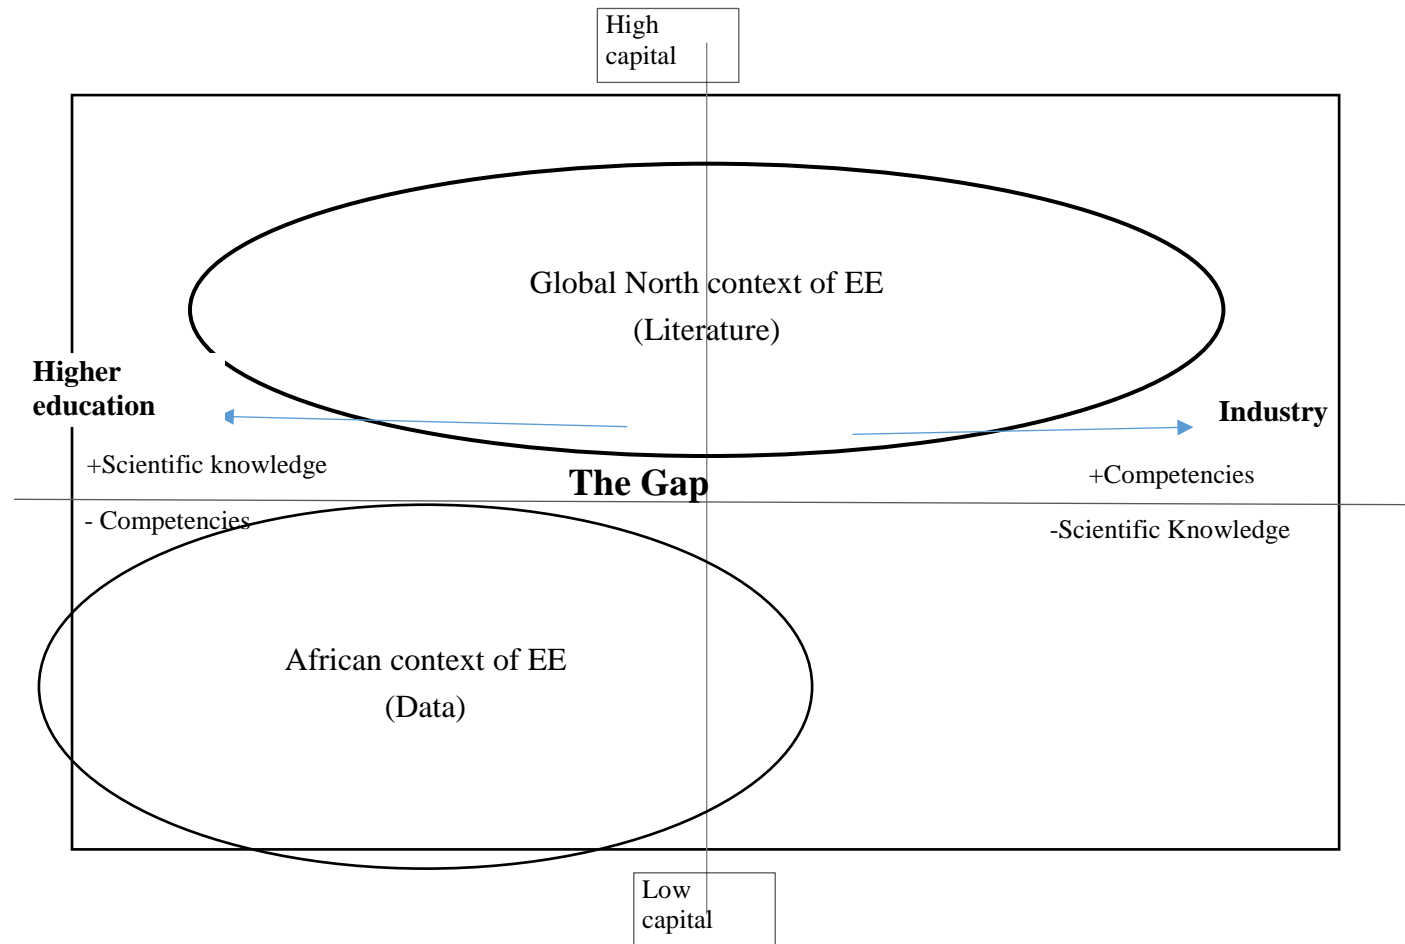 High
capital
Global North context of EE
(Literature)
Higher
education
Industry
+Scientific knowledge
The Gap
+Competencies
- Competencies
-Scientific Knowledge
African context of EE
(Data)
Low
capital